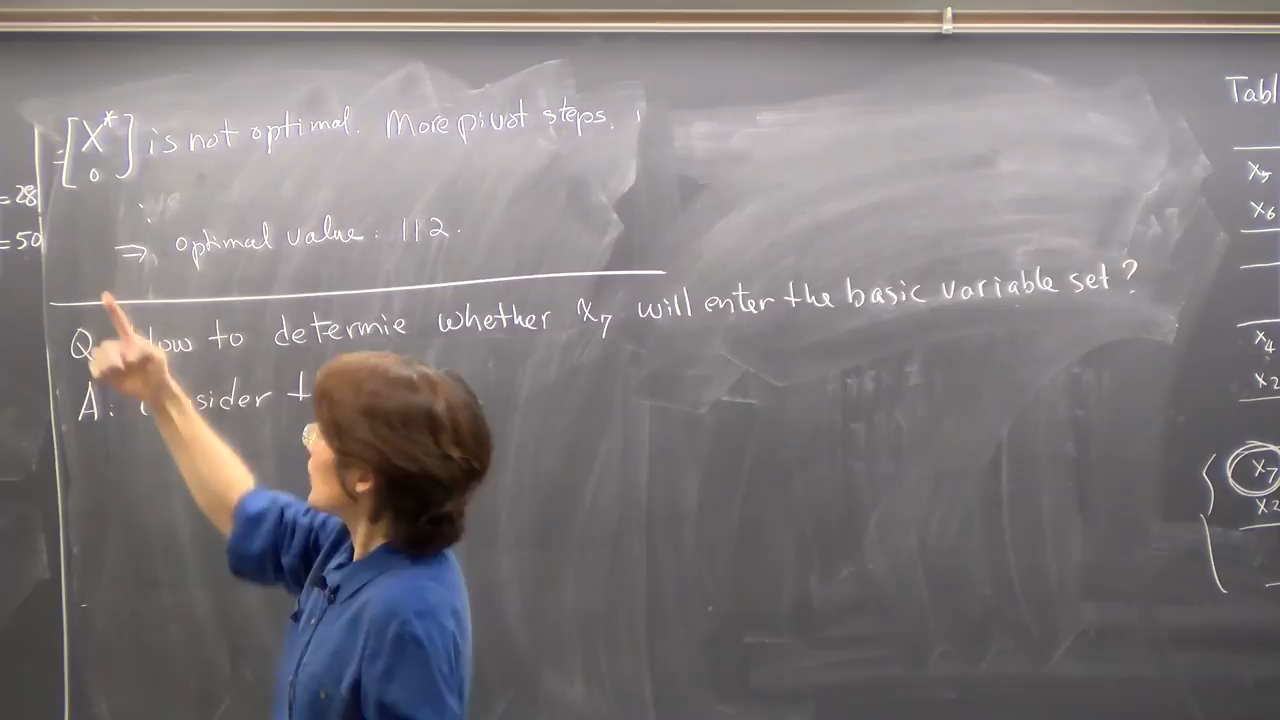 = [X* 0] is not optimal. More pivot steps.
= 28
= 50
⇒ optimal value: 112.
Q: How to determie whether x7 will enter the basic variable set?
A: Consider t
Tabl
x5
x6
x4
x2
x7
x2